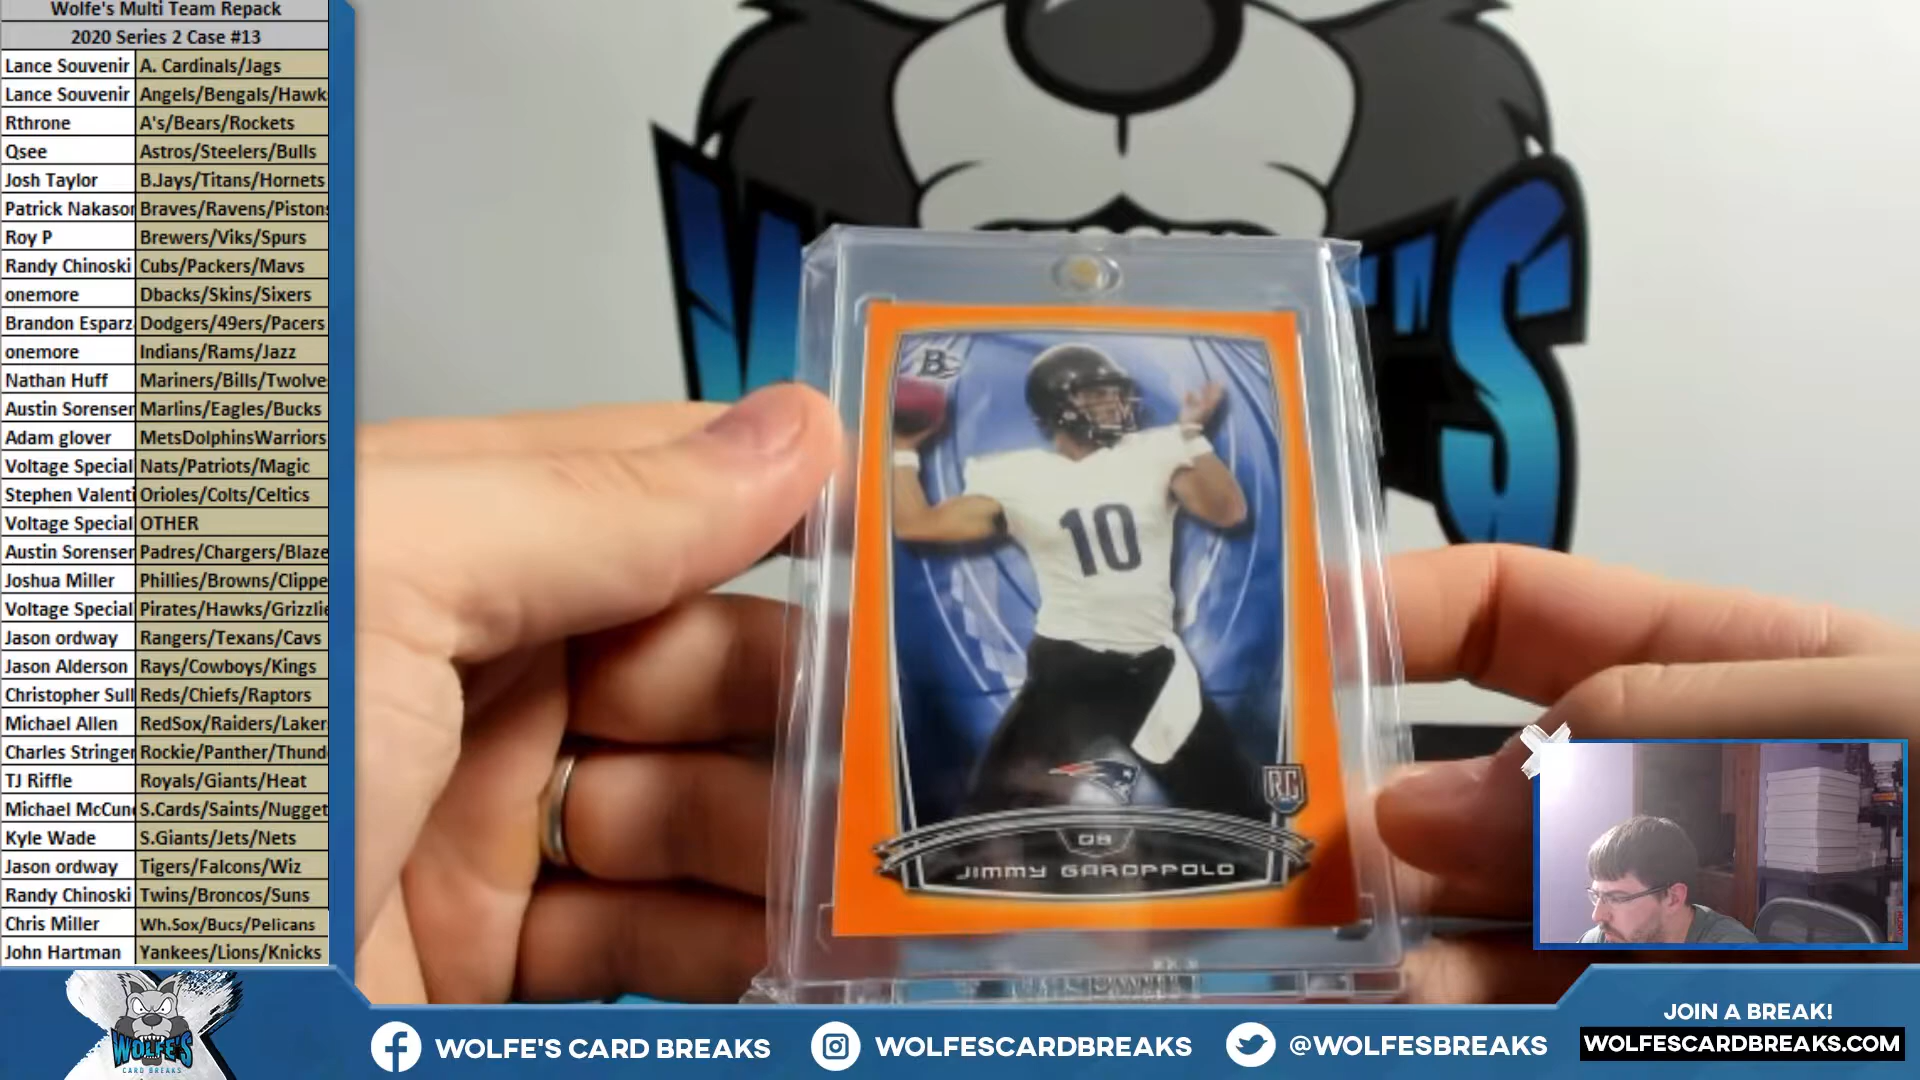 Wolfe's Multi Team Repack
2020 Series 2 Case #13
Lance Souvenir A. Cardinals/Jags
Lance Souvenir Angels/Bengals/Hawk
Rthrone A's/Bears/Rockets
Qsee Astros/Steelers/Bulls
Josh Taylor B.Jays/Titans/Hornets
Patrick Nakasor Braves/Ravens/Pistons
Roy P Brewers/Viks/Spurs
Randy Chinoski Cubs/Packers/Mavs
onemore Dbacks/Skins/Sixers
Brandon Esparz Dodgers/49ers/Pacers
onemore Indians/Rams/Jazz
Nathan Huff Mariners/Bills/Twolve
Austin Sorenser Marlins/Eagles/Bucks
Adam glover MetsDolphinsWarriors
Voltage Special Nats/Patriots/Magic
Stephen Valenti Orioles/Colts/Celtics
Voltage Special OTHER
Austin Sorenser Padres/Chargers/Blaze
Joshua Miller Phillies/Browns/Clippe
Voltage Special Pirates/Hawks/Grizzlie
Jason ordway Rangers/Texans/Cavs
Jason Alderson Rays/Cowboys/Kings
Christopher Sull Reds/Chiefs/Raptors
Michael Allen RedSox/Raiders/Laker
Charles Stringer Rockie/Panther/Thund
TJ Riffle Royals/Giants/Heat
Michael McCun S.Cards/Saints/Nugget
Kyle Wade S.Giants/Jets/Nets
Jason ordway Tigers/Falcons/Wiz
Randy Chinoski Twins/Broncos/Suns
Chris Miller Wh.Sox/Bucs/Pelicans
John Hartman Yankees/Lions/Knicks
B
10
RC
QB
JIMMY GAROPPOLO
WOLFE'S
CARD BREAKS
WOLFE'S CARD BREAKS
WOLFESCARDBREAKS
@WOLFESBREAKS
JOIN A BREAK!
WOLFESCARDBREAKS.COM